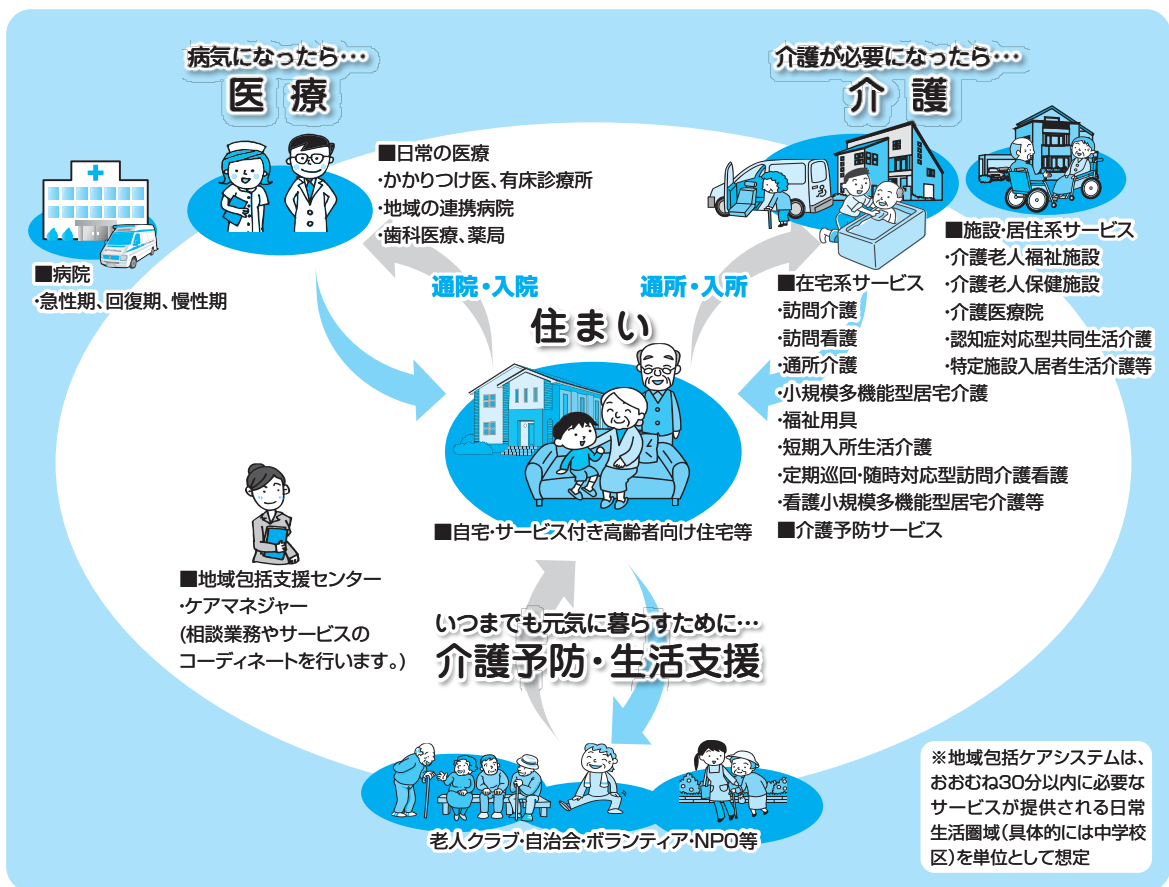 病気になったら…
医療
■日常の医療
・かかりつけ医、有床診療所
・地域の連携病院
・歯科医療、薬局
■病院
・急性期、回復期、慢性期
介護が必要になったら…
介護
■施設・居住系サービス
・介護老人福祉施設
・介護老人保健施設
・介護医療院
・認知症対応型共同生活介護
・特定施設入居者生活介護等
■在宅系サービス
・訪問介護
・訪問看護
・通所介護
・小規模多機能型居宅介護
・福祉用具
・短期入所生活介護
・定期巡回・随時対応型訪問介護看護
・看護小規模多機能型居宅介護等
■介護予防サービス
通院・入院
通所・入所
住まい
■自宅・サービス付き高齢者向け住宅等
■地域包括支援センター
・ケアマネジャー
(相談業務やサービスの
コーディネートを行います。)
いつまでも元気に暮らすために…
介護予防・生活支援
老人クラブ・自治会・ボランティア・NPO等
※地域包括ケアシステムは、
おおむね30分以内に必要な
サービスが提供される日常
生活圏域(具体的には中学校
区)を単位として想定